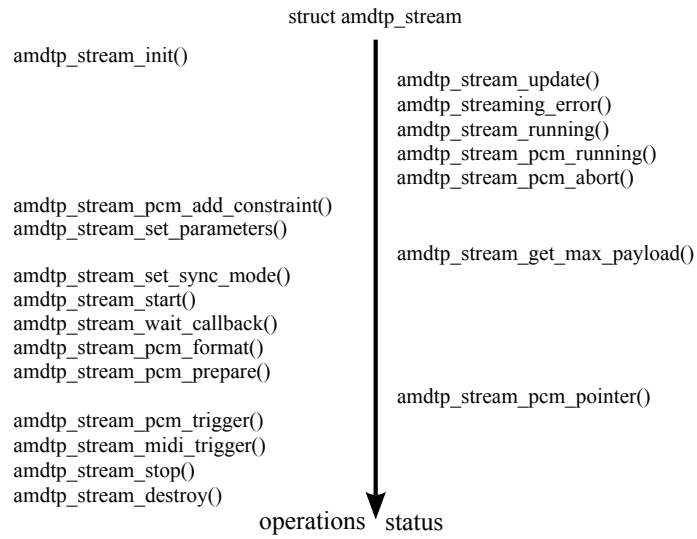 struct amdtp_stream
amdtp_stream_init()
amdtp_stream_update()
amdtp_streaming_error()
amdtp_stream_running()
amdtp_stream_pcm_running()
amdtp_stream_pcm_abort()
amdtp_stream_pcm_add_constraint()
amdtp_stream_set_parameters()
amdtp_stream_get_max_payload()
amdtp_stream_set_sync_mode()
amdtp_stream_start()
amdtp_stream_wait_callback()
amdtp_stream_pcm_format()
amdtp_stream_pcm_prepare()
amdtp_stream_pcm_pointer()
amdtp_stream_pcm_trigger()
amdtp_stream_midi_trigger()
amdtp_stream_stop()
amdtp_stream_destroy()
operations status